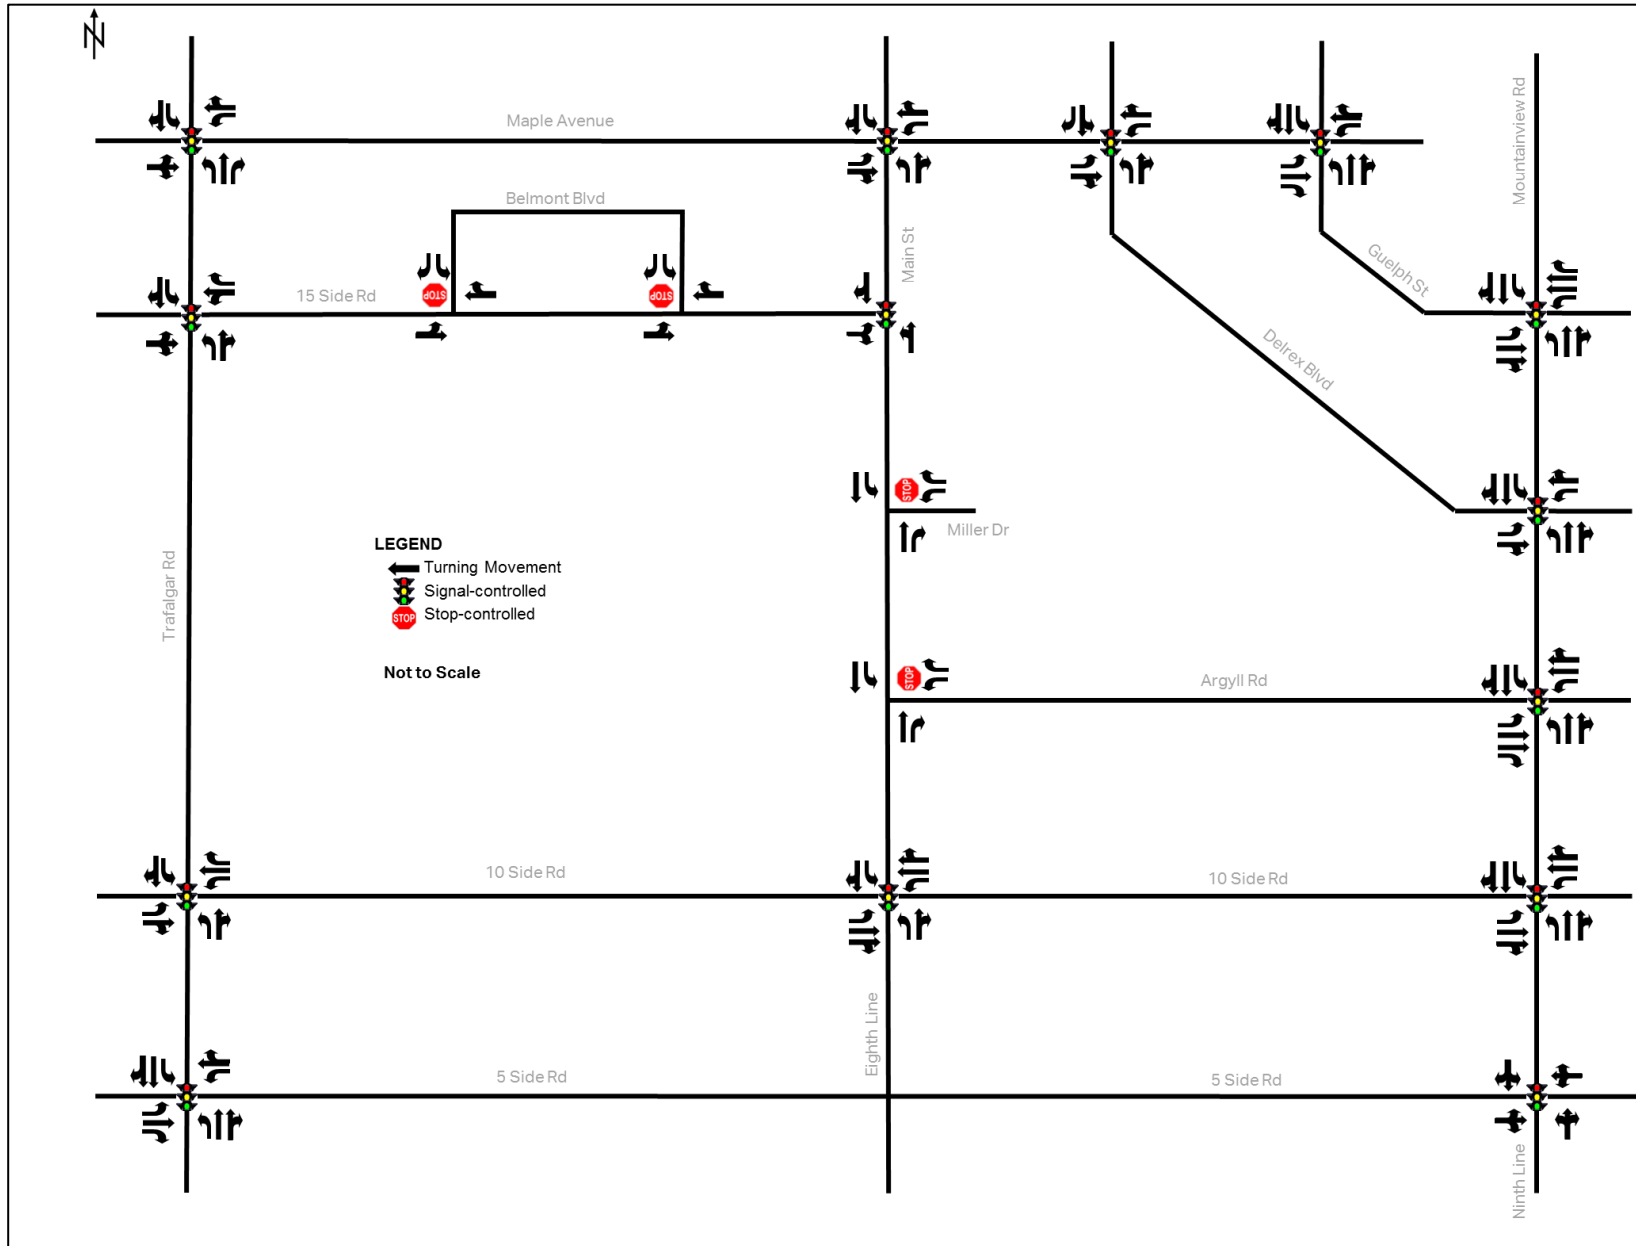 N
Maple Avenue
Mountainview Rd
Belmont Blvd
Main St
Guelph St
15 Side Rd
STOP
STOP
Delrex Blvd
STOP
Miller Dr
LEGEND
Turning Movement
Signal-controlled
STOP Stop-controlled
Trafalgar Rd
Not to Scale
STOP
Argyll Rd
10 Side Rd
10 Side Rd
Eighth Line
5 Side Rd
5 Side Rd
Ninth Line